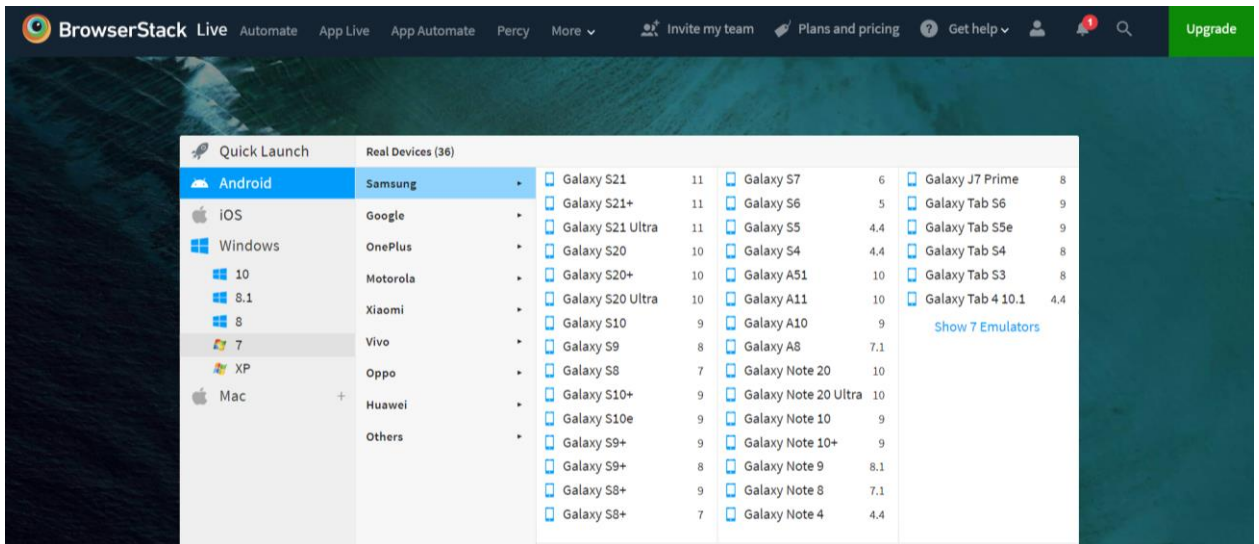 BrowserStack Live Automate App Live App Automate Percy More Invite my team Plans and pricing ? Get help 1 Upgrade
Quick Launch
Android
iOS
Windows
10
8.1
8
7
XP
Mac +
Real Devices (36)
Samsung
Google
OnePlus
Motorola
Xiaomi
Vivo
Oppo
Huawei
Others
Galaxy S21 11
Galaxy S21+ 11
Galaxy S21 Ultra 11
Galaxy S20 10
Galaxy S20+ 10
Galaxy S20 Ultra 10
Galaxy S10 9
Galaxy S9 8
Galaxy S8 7
Galaxy S10+ 9
Galaxy S10e 9
Galaxy S9+ 9
Galaxy S9+ 8
Galaxy S8+ 9
Galaxy S8+ 7
Galaxy S7 6
Galaxy S6 5
Galaxy S5 4.4
Galaxy S4 4.4
Galaxy A51 10
Galaxy A11 10
Galaxy A10 9
Galaxy A8 7.1
Galaxy Note 20 10
Galaxy Note 20 Ultra 10
Galaxy Note 10 9
Galaxy Note 10+ 9
Galaxy Note 9 8.1
Galaxy Note 8 7.1
Galaxy Note 4 4.4
Galaxy J7 Prime 8
Galaxy Tab S6 9
Galaxy Tab S5e 9
Galaxy Tab S4 8
Galaxy Tab S3 8
Galaxy Tab 4 10.1 4.4
Show 7 Emulators